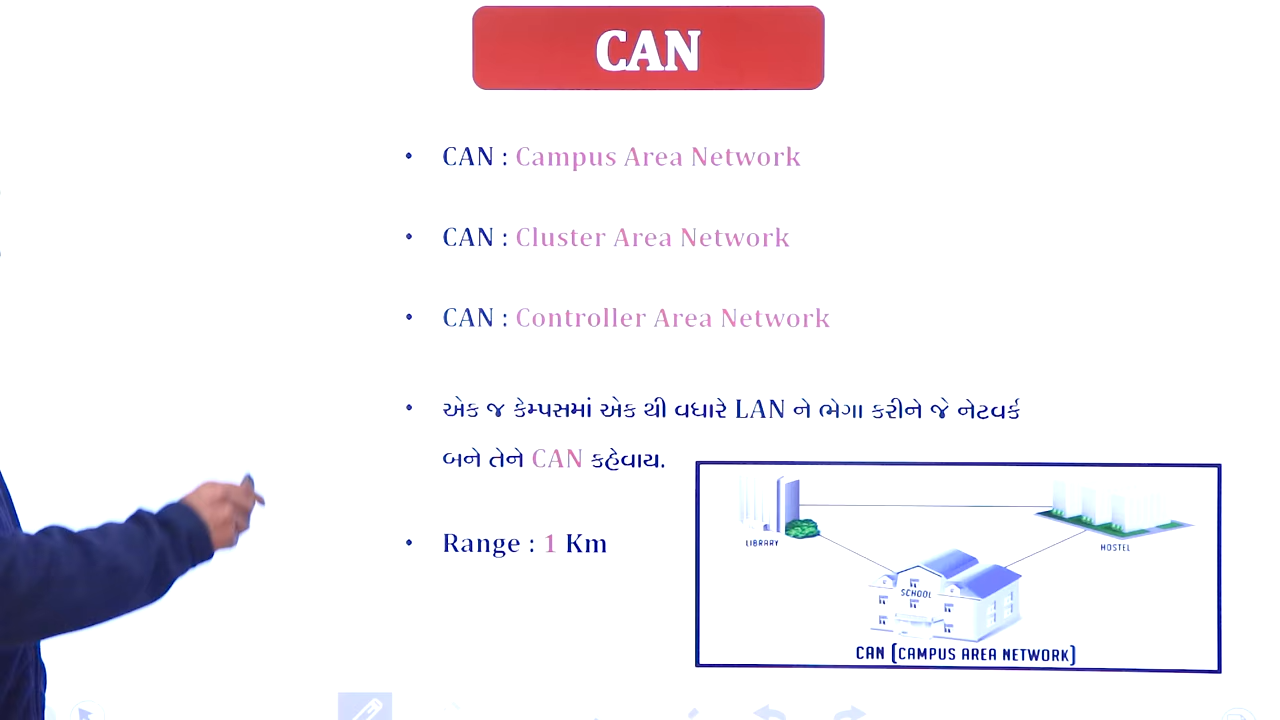 CAN
• CAN : Campus Area Network
• CAN : Cluster Area Network
• CAN : Controller Area Network
• એક જ કેમ્પસમાં એક થી વધારે LAN ને ભેગા કરીને જે નેટવર્ક
બને તેને CAN કહેવાય.
• Range : 1 Km
LIBRARY
HOSTEL
SCHOOL
CAN (CAMPUS AREA NETWORK)